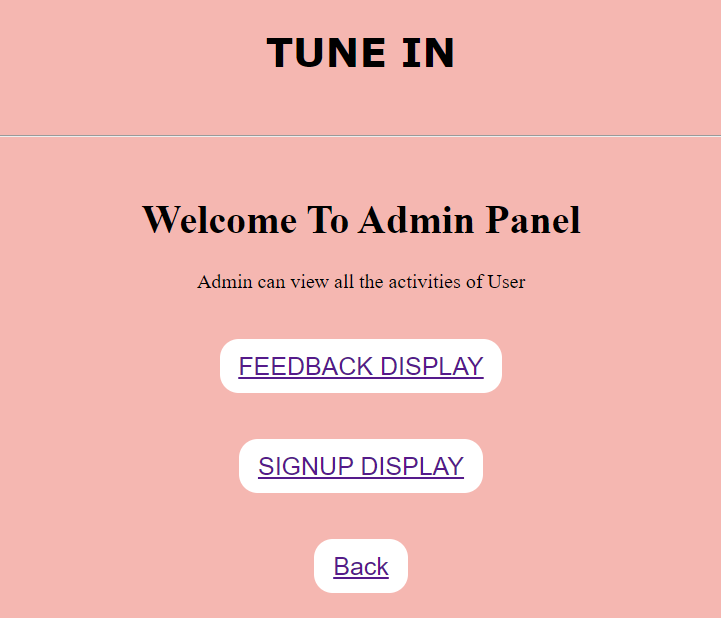 TUNE IN
Welcome To Admin Panel
Admin can view all the activities of User
FEEDBACK DISPLAY
SIGNUP DISPLAY
Back